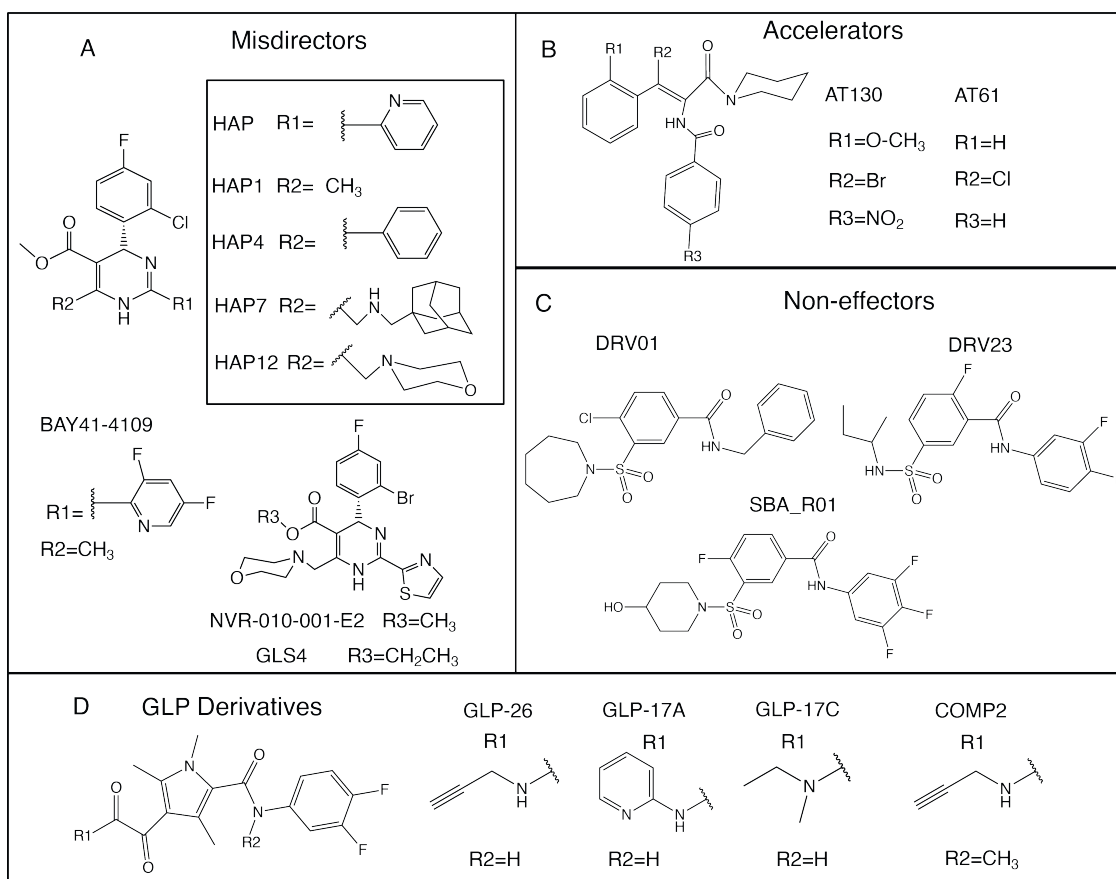 A
Misdirectors
F
Cl
O
O
N
R2
N
H
R1
HAP R1=
N
HAP1 R2= CH₃
HAP4 R2=
HAP7 R2=
H
N
HAP12 R2=
N
O
BAY41-4109
F
F
R1=
N
R2=CH₃
F
Br
R3
O
O
N
N
N
O
N
H
S
NVR-010-001-E2 R3=CH₃
GLS4 R3=CH₂CH₃
B
Accelerators
R1
R2
O
N
HN
O
R3
AT130 AT61
R1=O-CH₃ R1=H
R2=Br R2=Cl
R3=NO₂ R3=H
C
Non-effectors
DRV01
Cl
O
NH
N
S
O
O
DRV23
F
O
NH
F
HN
S
O
O
SBA_R01
F
O
NH
F
F
F
HO
N
S
O
O
D
GLP Derivatives
N
O
O
N
R2
F
F
R1
O
GLP-26 GLP-17A GLP-17C COMP2
R1 R1 R1 R1
N
H
N
N
H
N
N
H
R2=H R2=H R2=H R2=CH₃